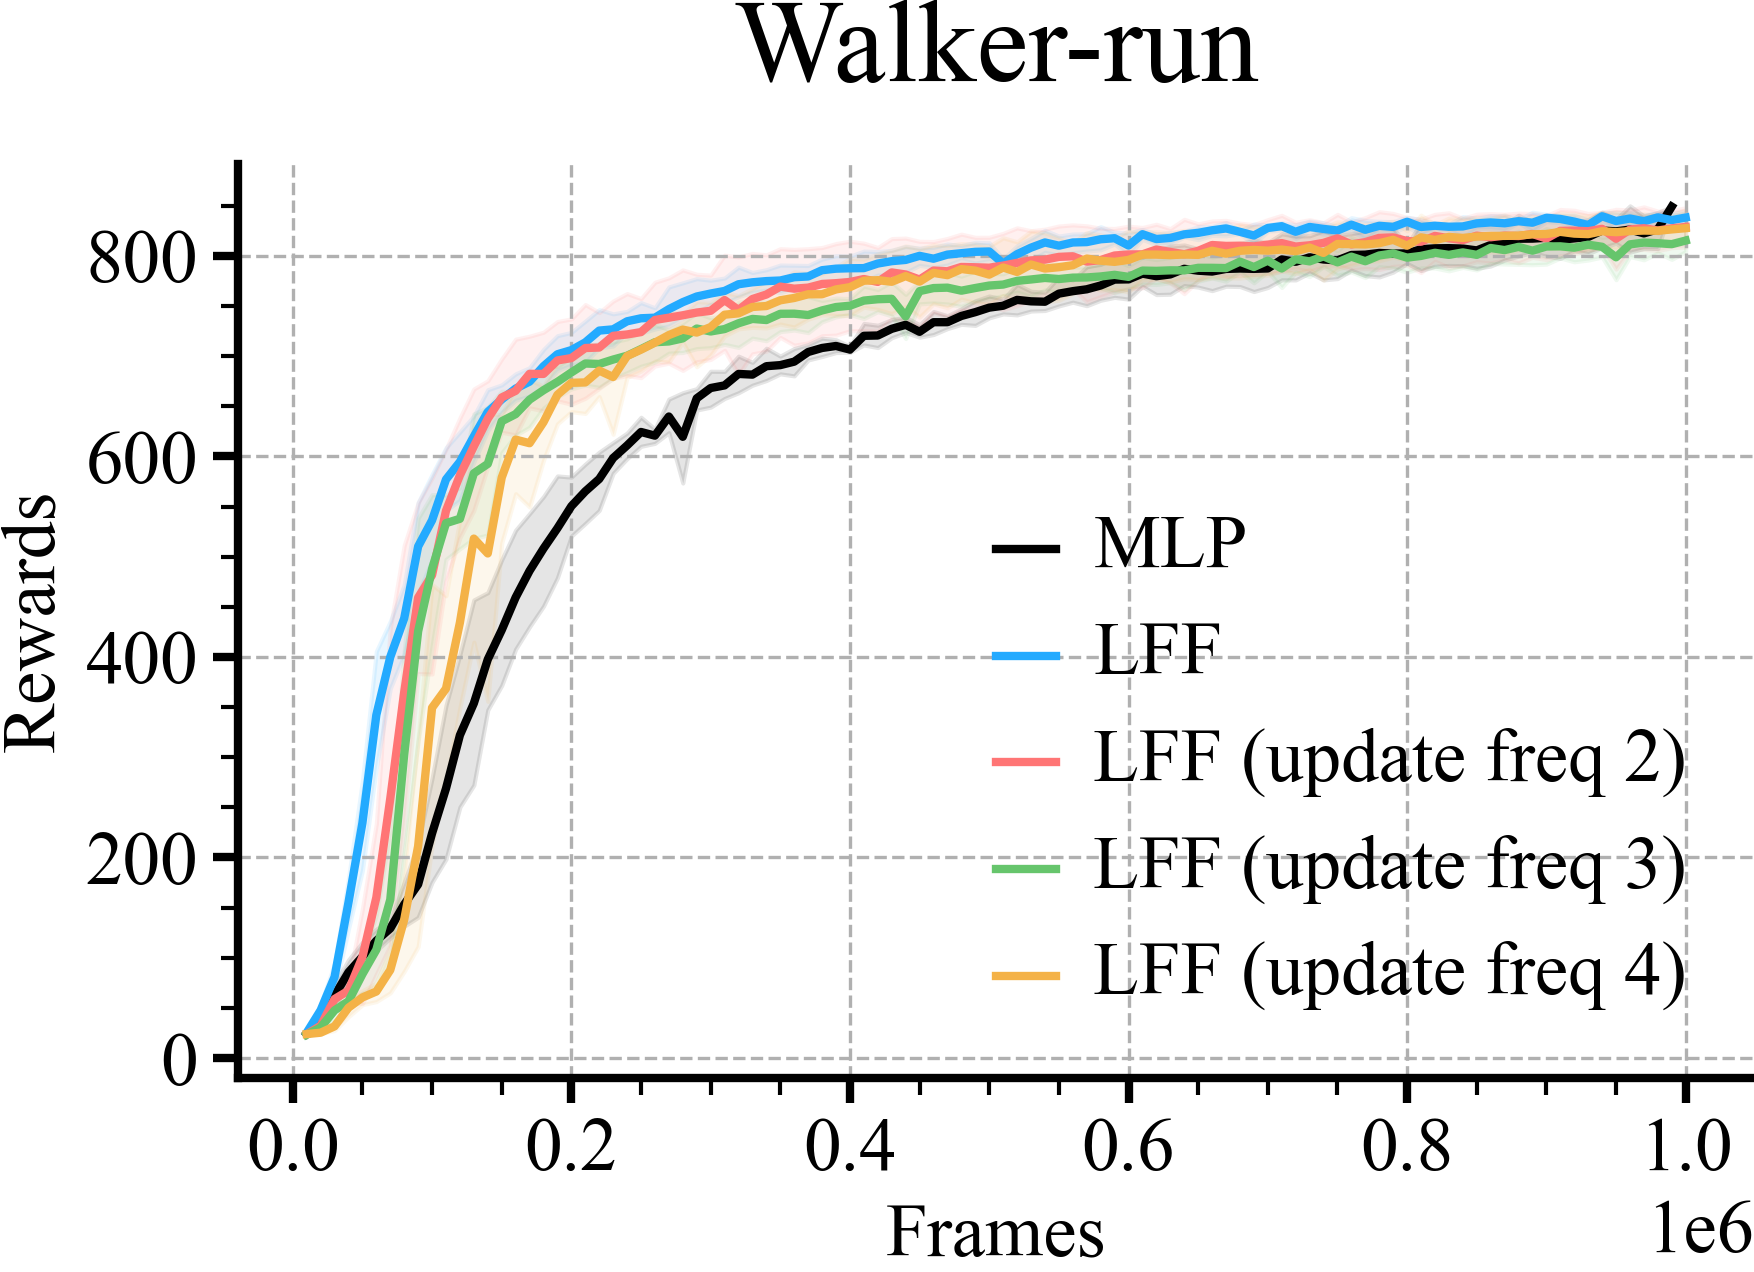 Walker-run
Rewards
800
600
400
200
0
MLP
LFF
LFF (update freq 2)
LFF (update freq 3)
LFF (update freq 4)
0.0 0.2 0.4 0.6 0.8 1.0
1e6
Frames